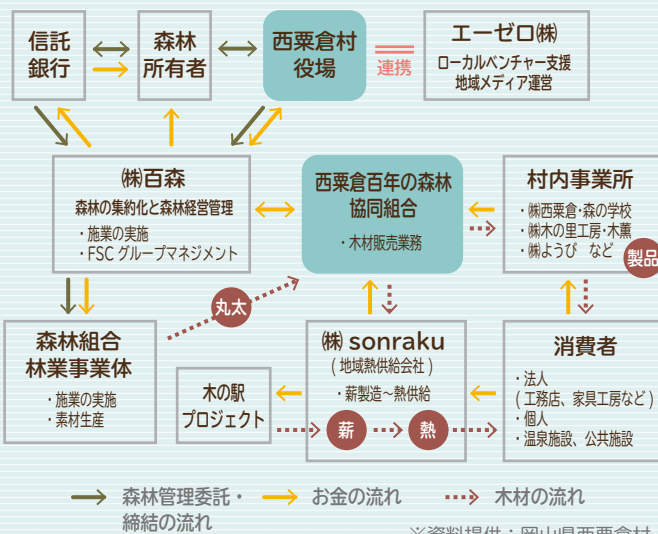 信託
銀行
森林
所有者
西粟倉村
役場
連携
エーゼロ㈱
ローカルベンチャー支援
地域メディア運営
㈱百森
森林の集約化と森林経営管理
・施業の実施
・FSC グループマネジメント
西粟倉百年の森林
協同組合
・木材販売業務
村内事業所
・㈱西粟倉・森の学校
・㈱木の里工房・木薫
・㈱ようび など
製品
丸太
森林組合
林業事業体
・施業の実施
・素材生産
木の駅
プロジェクト
㈱ sonraku
( 地域熱供給会社 )
・薪製造～熱供給
薪
熱
消費者
・法人
( 工務店、家具工房など )
・個人
・温泉施設、公共施設
森林管理委託・
締結の流れ
お金の流れ
木材の流れ
※資料提供：岡山県西粟倉村